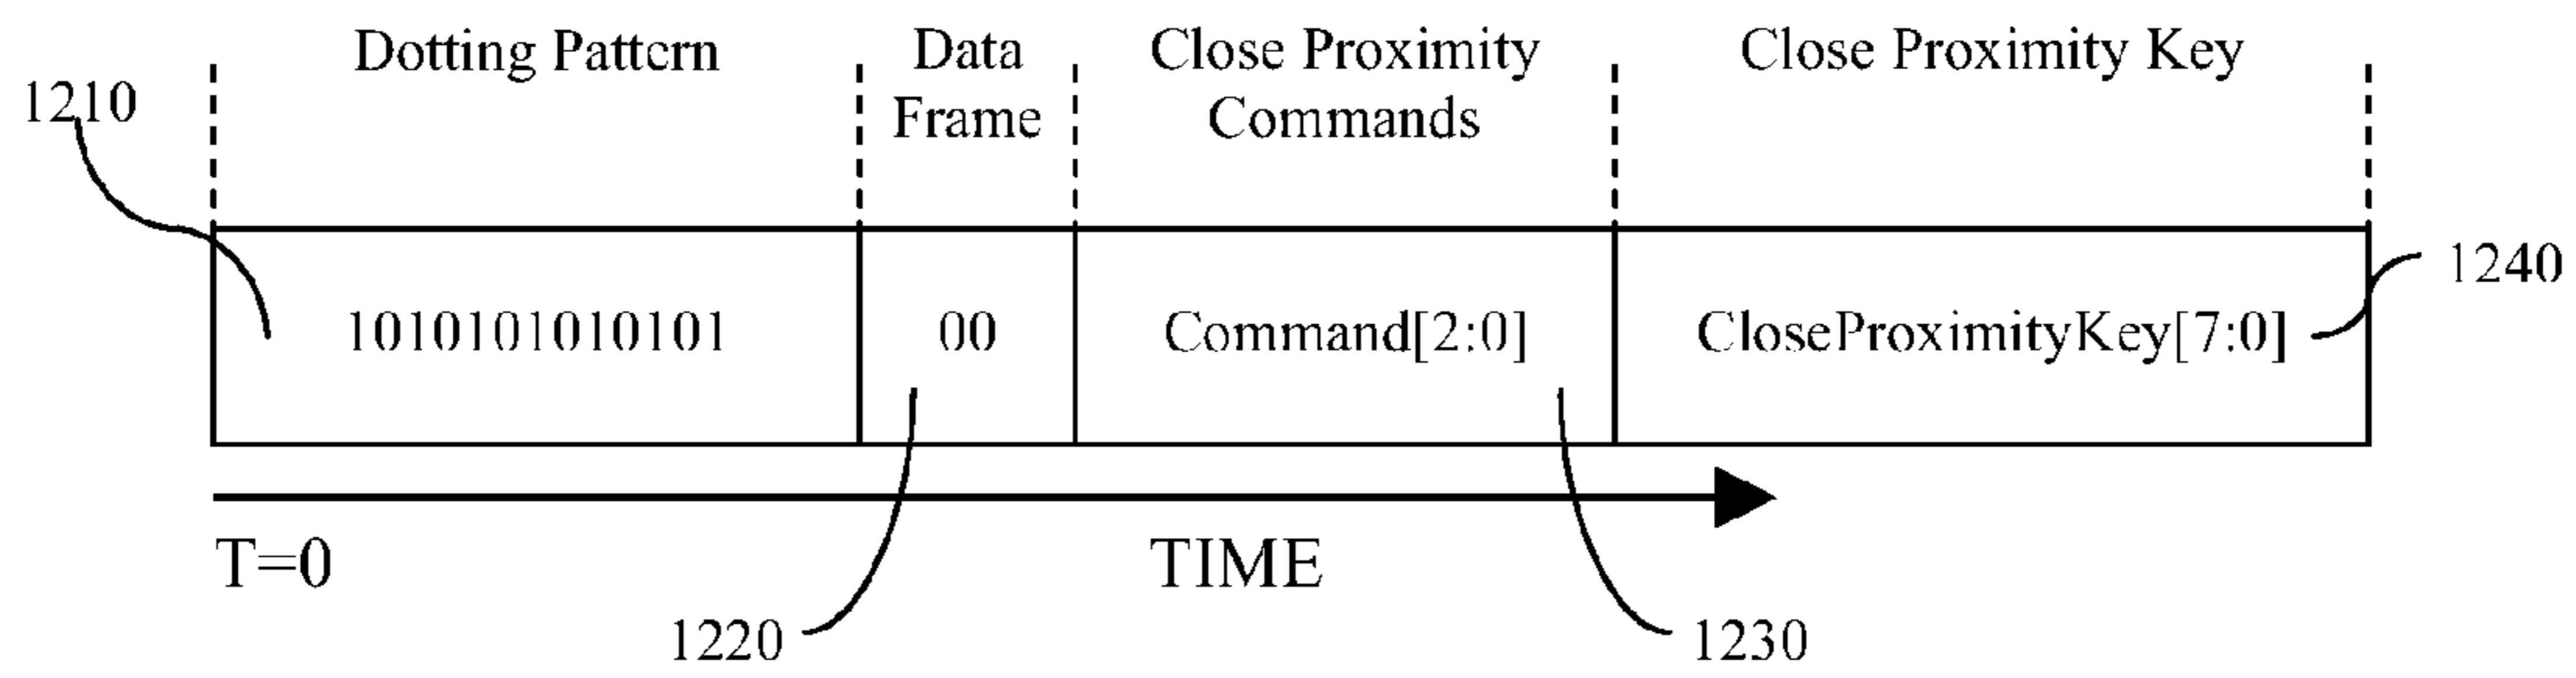 Dotting Pattern
Data
Frame
Close Proximity
Commands
Close Proximity Key
1210
1240
1010101010101
00
Command[2:0]
CloseProximityKey[7:0]
T=0
TIME
1220
1230